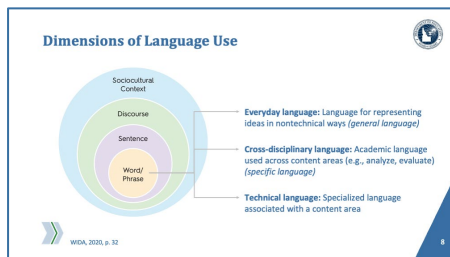 Dimensions of Language Use
Sociocultural
Context
Discourse
Sentence
Word/
Phrase
Everyday language: Language for representing
ideas in nontechnical ways (general language)
Cross-disciplinary language: Academic language
used across content areas (e.g., analyze, evaluate)
(specific language)
Technical language: Specialized language
associated with a content area
WIDA, 2020, p. 32
8